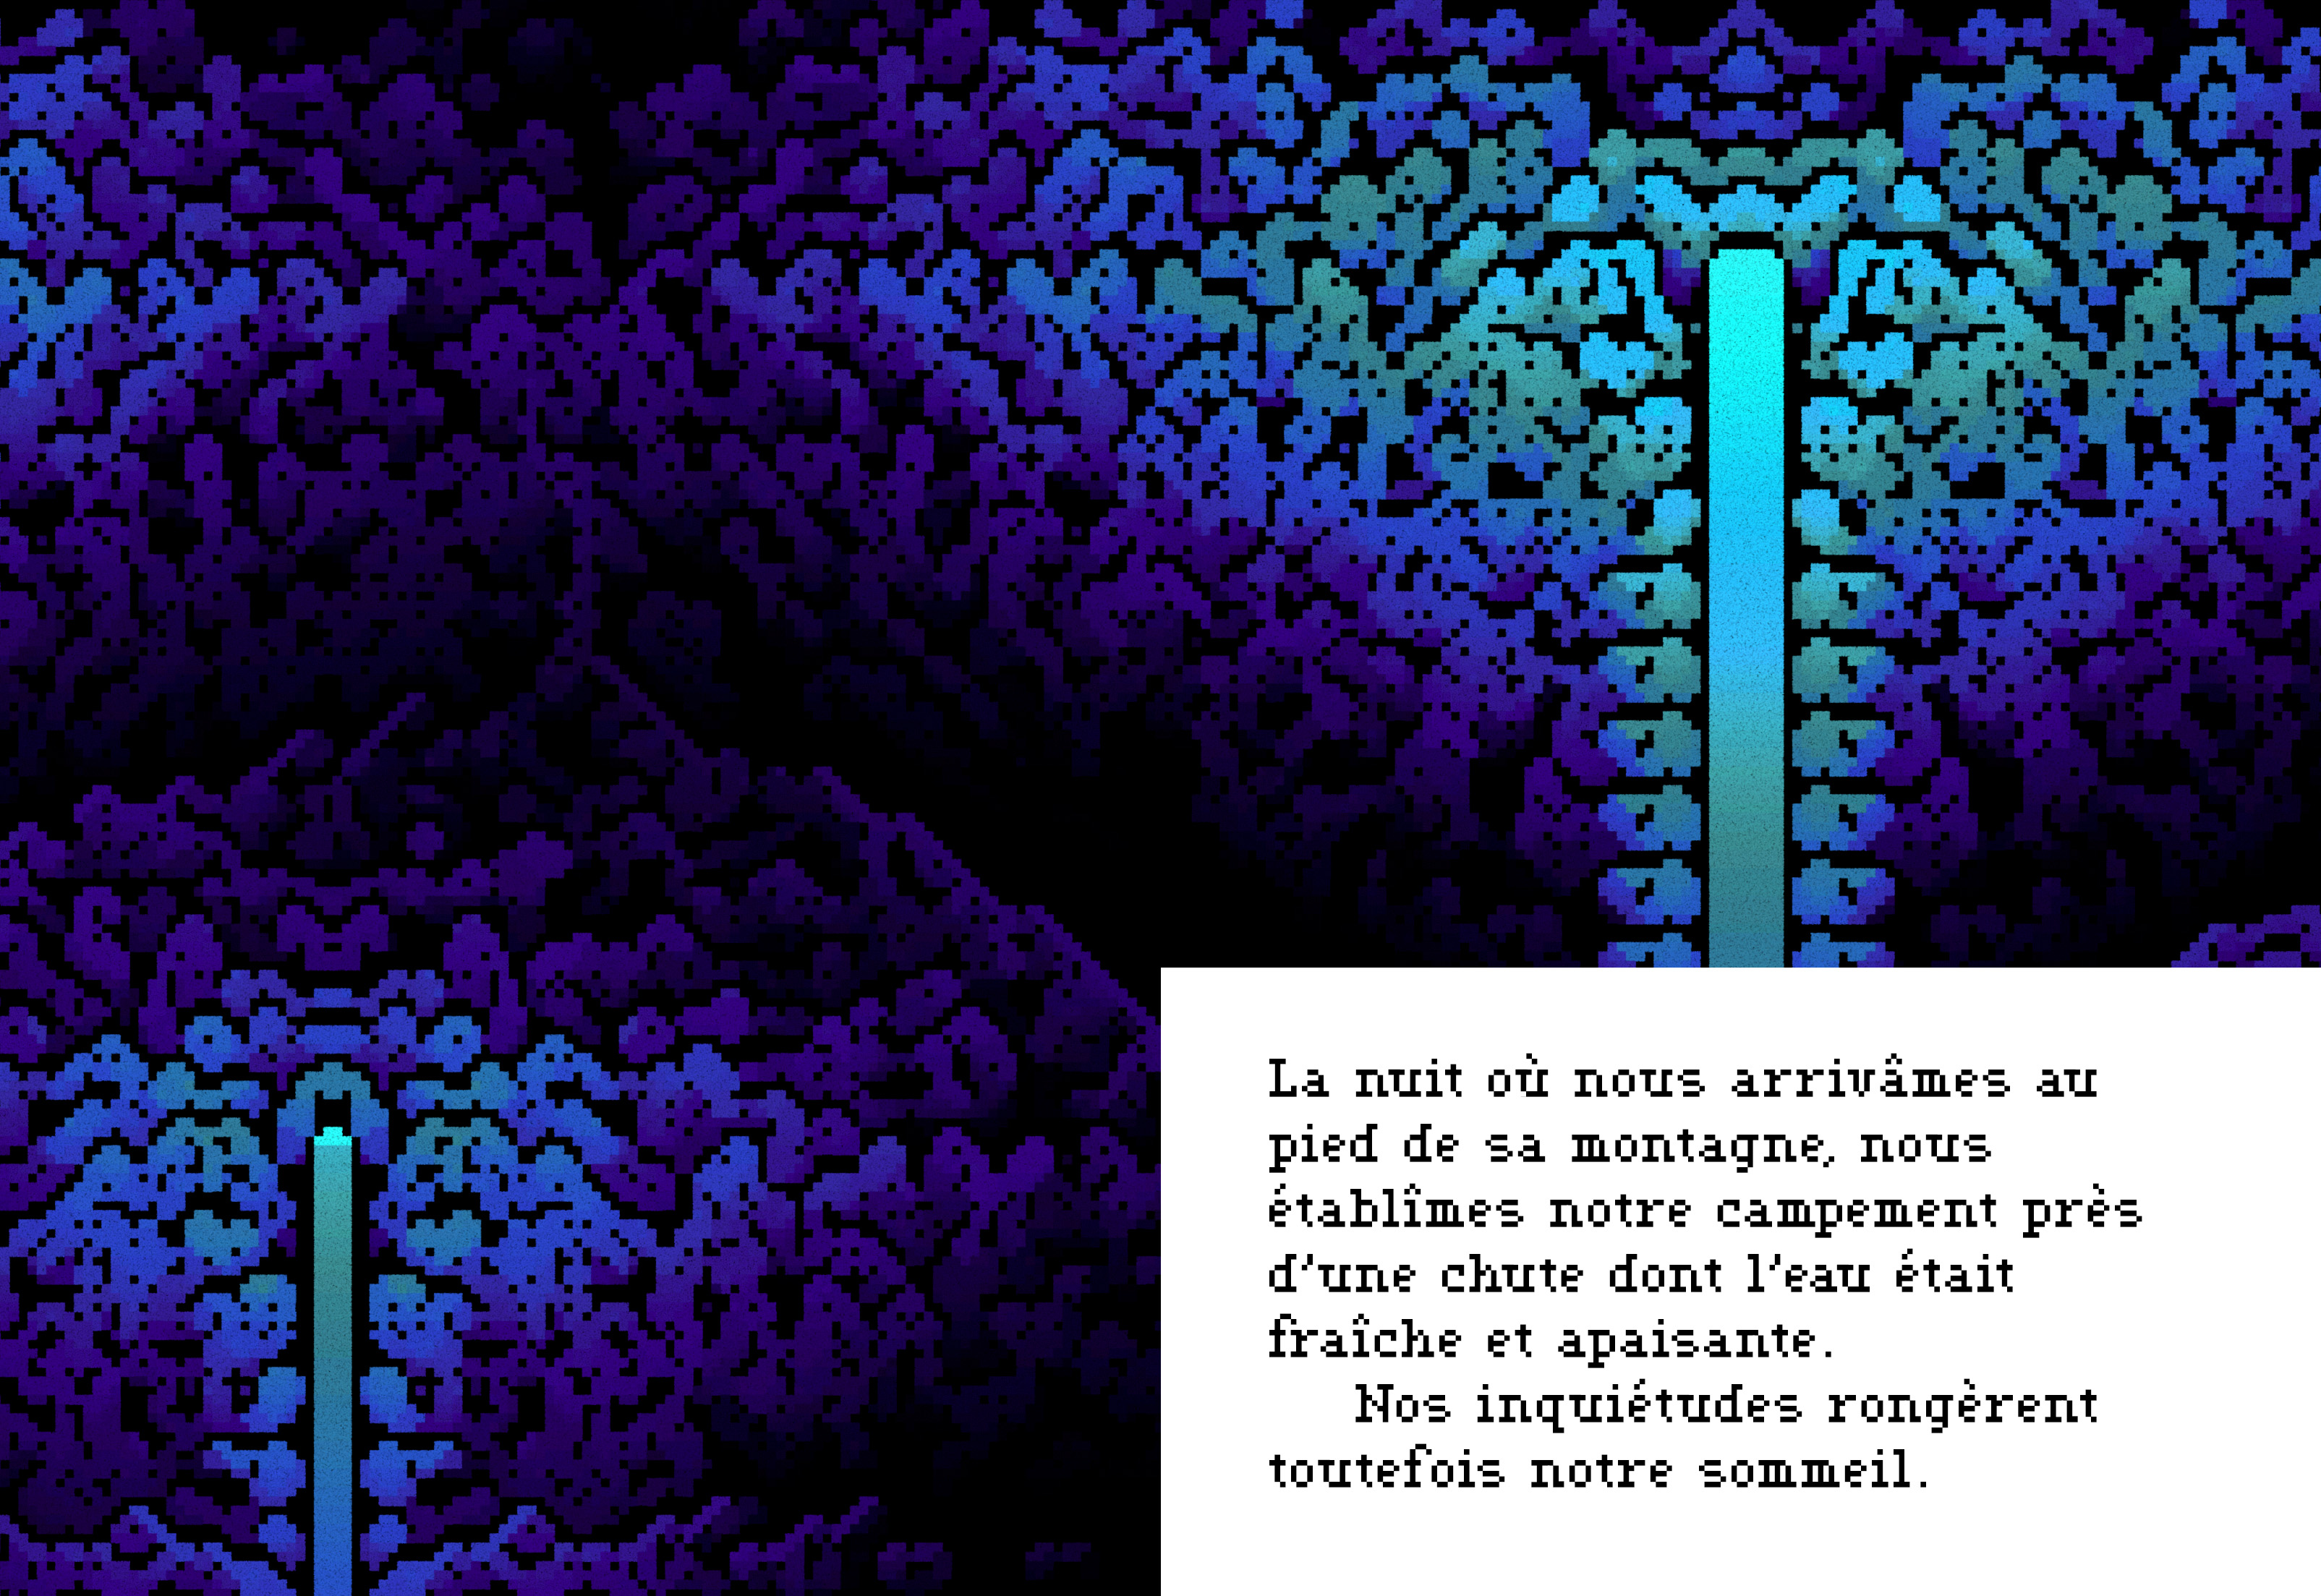 La nuit où nous arrivâmes au
pied de sa montagne, nous
établîmes notre campement près
d'une chute dont l'eau était
fraîche et apaisante.
Nos inquiétudes rongèrent
toutefois notre sommeil.